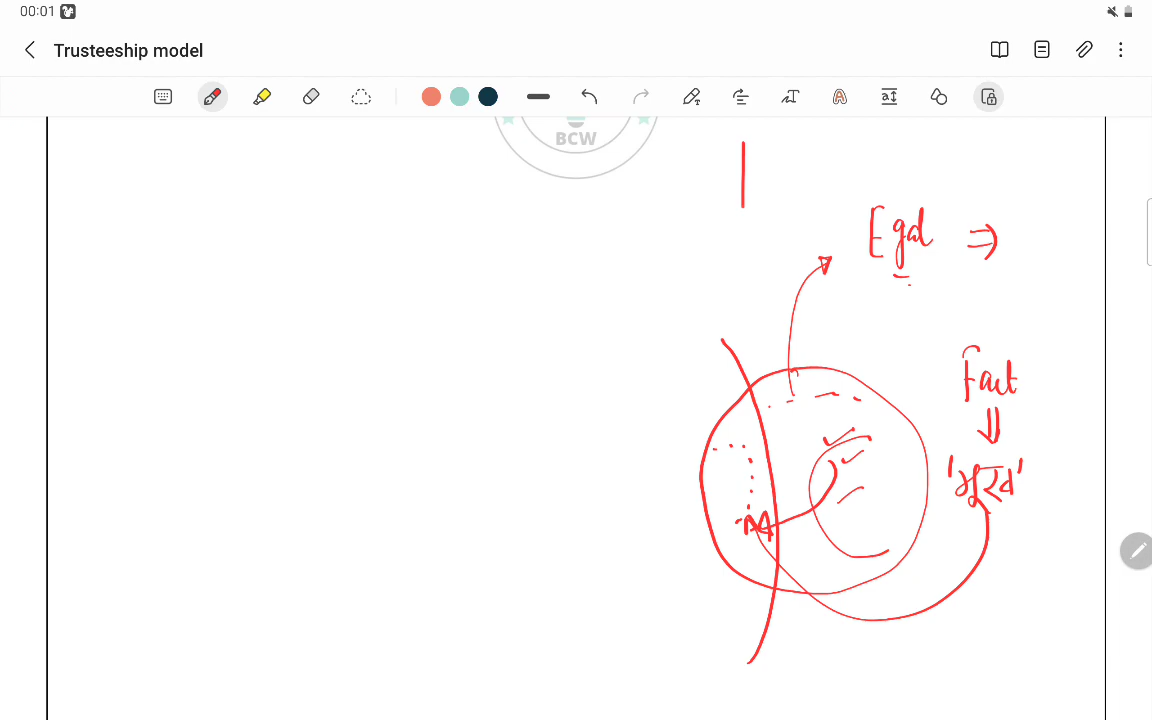 00:01
Trusteeship model
BCW
Egal ⇒
Fact
⇓